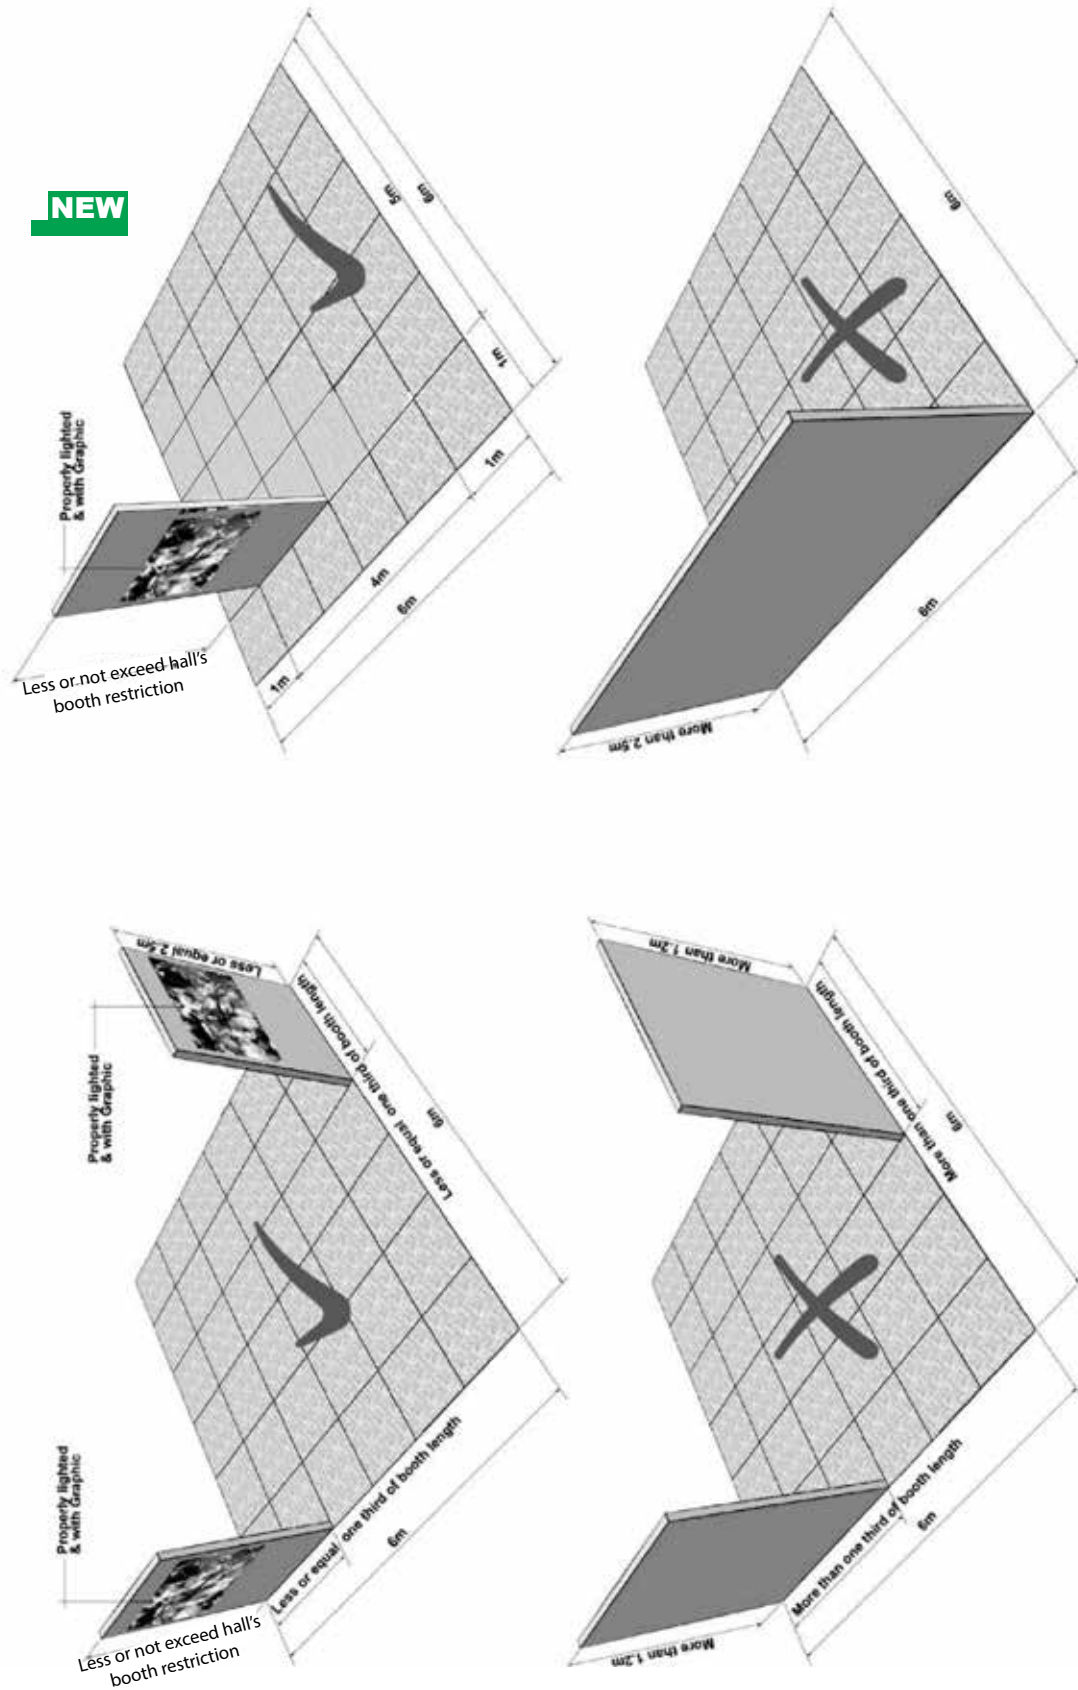 NEW
Properly lighted
& with Graphic
5m
6m
1m
1m
4m
6m
1m
Less or not exceed hall's
booth restriction
6m
6m
More than 2.5m
Properly lighted
& with Graphic
Less or equal 2.5m
Less or equal one third of booth length
6m
Properly lighted
& with Graphic
Less or equal one third of booth length
6m
Less or not exceed hall's
booth restriction
More than 1.2m
More than one third of booth length
6m
More than one third of booth length
6m
More than 1.2m